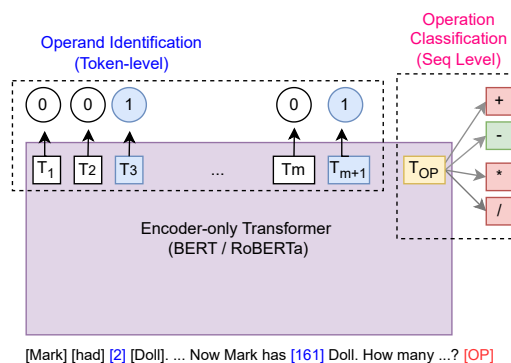 Operand Identification
(Token-level)
Operation
Classification
(Seq Level)
0 0 1 0 1
T1 T2 T3 ... Tm Tm+1 TOP
+
-
*
/
Encoder-only Transformer
(BERT / RoBERTa)
[Mark] [had] [2] [Doll]. ... Now Mark has [161] Doll. How many ...? [OP]